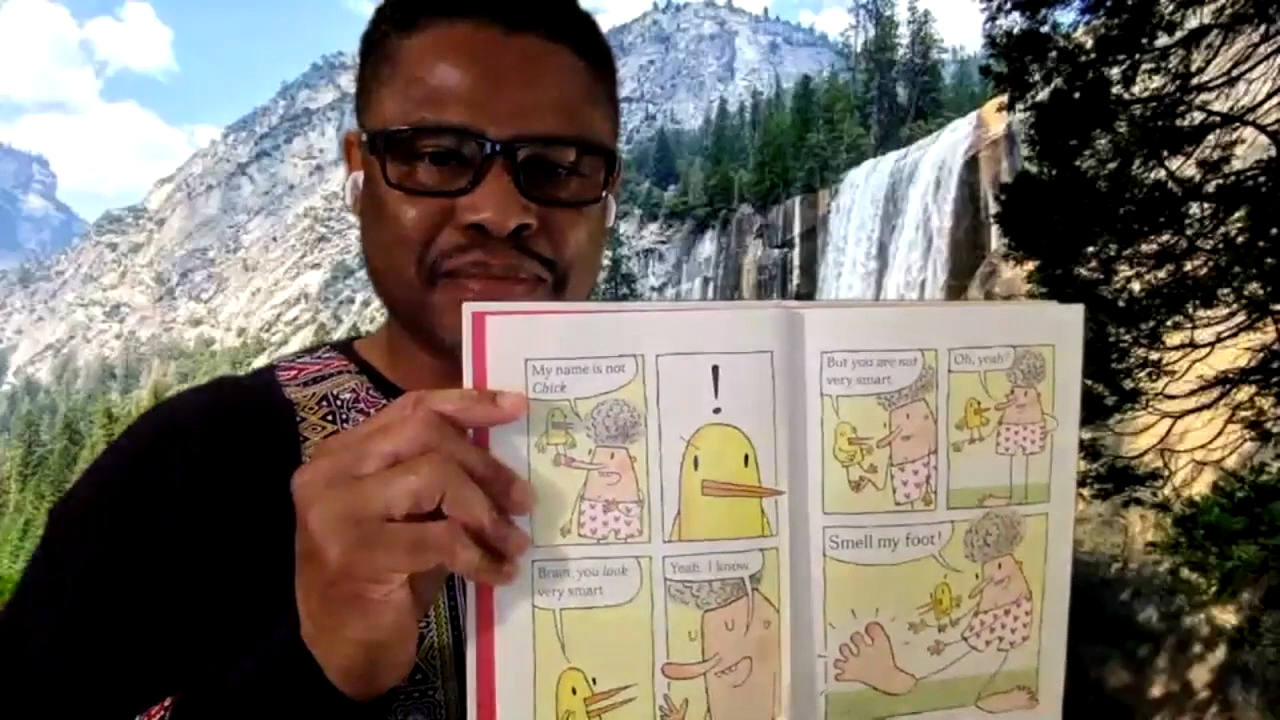 My name is not
Chick
!
Brain, you look
very smart
Yeah, I know
But you are not
very smart
Oh, yeah?
Smell my foot!